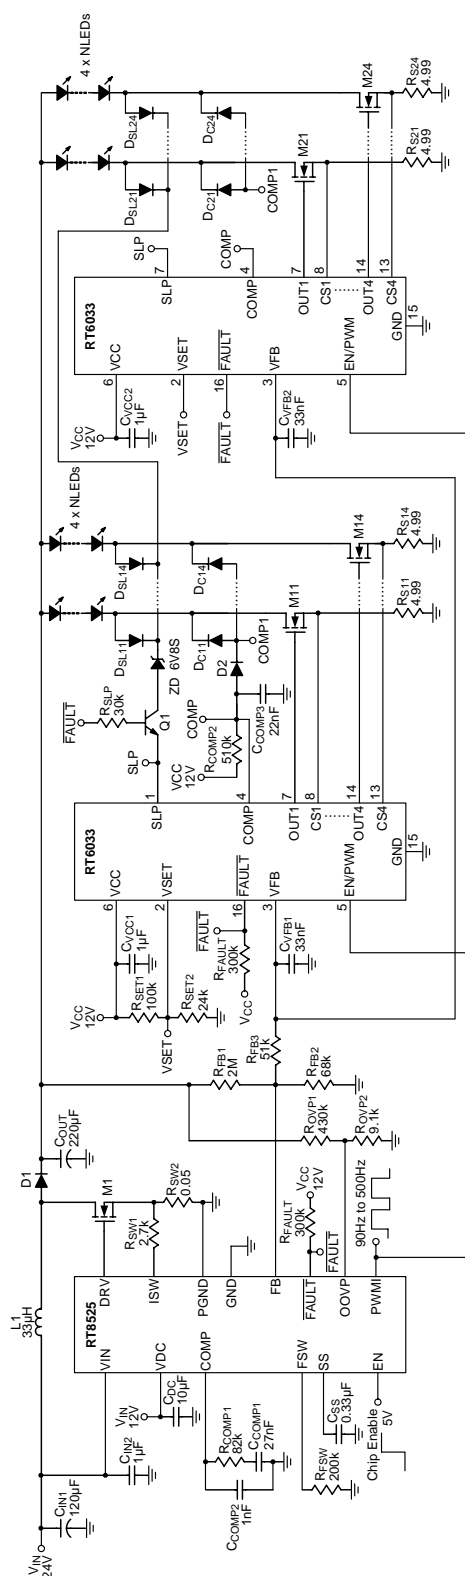 VIN
24V
CIN1
120µF
CIN2
1µF
L1
33µH
D1
COUT
220µF
VIN
12V
CDC
10µF
VIN
VDC
COMP
FSW
SS
EN
RT8525
DRV
ISW
PGND
GND
FB
FAULT
OOVP
PWMI
RCOMP1
82k
CCOMP1
27nF
CCOMP2
1nF
RFSW
200k
CSS
0.33µF
Chip Enable
5V
M1
RSW1
2.7k
RSW2
0.05
RFAULT
300k
VCC
12V
FAULT
90Hz to 500Hz
ROVP1
430k
ROVP2
9.1k
RFB1
2M
RFB2
68k
RFB3
51k
VCC
12V
CVCC1
1µF
RSET1
100k
RSET2
24k
VSET
FAULT
RFAULT
300k
VCC
CVFB1
33nF
6
VCC
2
VSET
16
FAULT
3
VFB
5
EN/PWM
RT6033
1
SLP
4
COMP
7
OUT1
8
CS1
14
OUT4
13
CS4
GND
15
SLP
FAULT
RSLP
30k
Q1
ZD
6V8S
VCC
12V
COMP
RCOMP2
510k
CCOMP3
22nF
D2
COMP1
DSL11
DC11
DSL14
DC14
4 x NLEDs
M11
M14
RS11
4.99
RS14
4.99
VCC
12V
CVCC2
1µF
VSET
FAULT
CVFB2
33nF
6
VCC
2
VSET
16
FAULT
3
VFB
5
EN/PWM
RT6033
7
SLP
4
COMP
7
OUT1
8
CS1
14
OUT4
13
CS4
GND
15
SLP
COMP
COMP1
DSL21
DC21
DSL24
DC24
4 x NLEDs
M21
M24
RS21
4.99
RS24
4.99